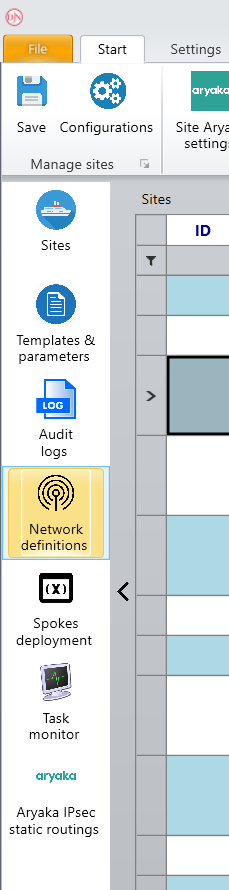 File
Start
Settings
Save
Configurations
Manage sites
aryaka
Site Arya
setting
Sites
Templates &
parameters
LOG
Audit
logs
Network
definitions
(X)
Spokes
deployment
Task
monitor
aryaka
Aryaka IPsec
static routings
Sites
ID